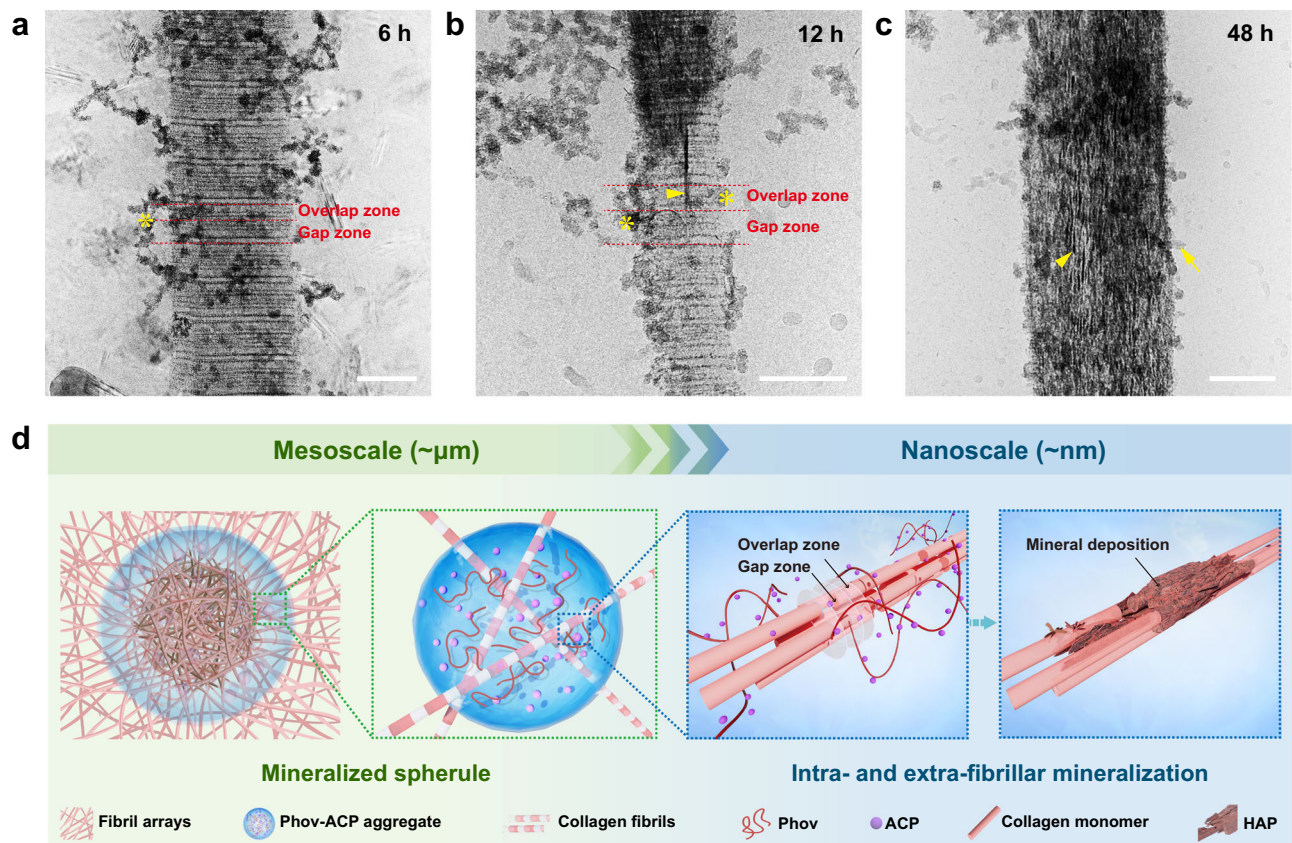 a
6 h
Overlap zone
Gap zone
b
12 h
Overlap zone
Gap zone
c
48 h
d
Mesoscale (~µm)
Nanoscale (~nm)
Overlap zone
Gap zone
Mineral deposition
Mineralized spherule
Intra- and extra-fibrillar mineralization
Fibril arrays
Phov-ACP aggregate
Collagen fibrils
Phov
ACP
Collagen monomer
HAP